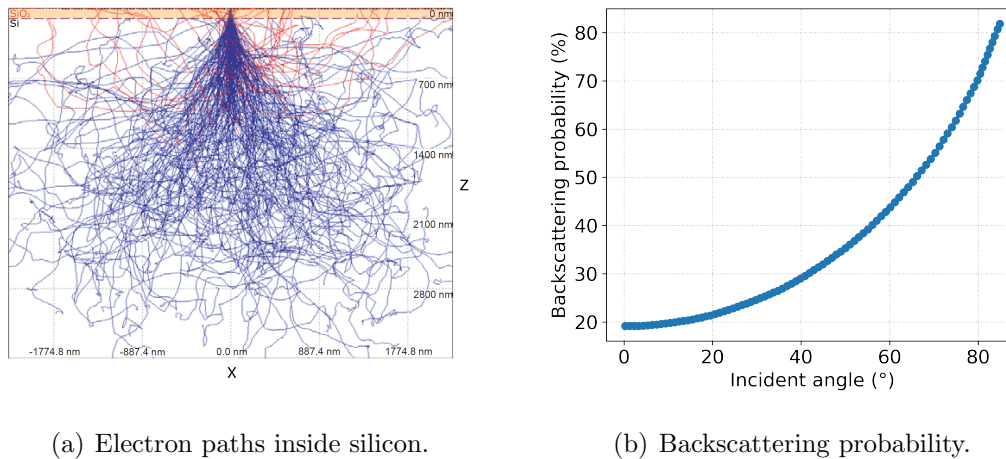 SiO₂
Si
0 nm
700 nm
1400 nm
2100 nm
2800 nm
Z
-1774.8 nm
-887.4 nm
0.0 nm
887.4 nm
1774.8 nm
X
(a) Electron paths inside silicon.
Backscattering probability (%)
80
70
60
50
40
30
20
0
20
40
60
80
Incident angle (°)
(b) Backscattering probability.